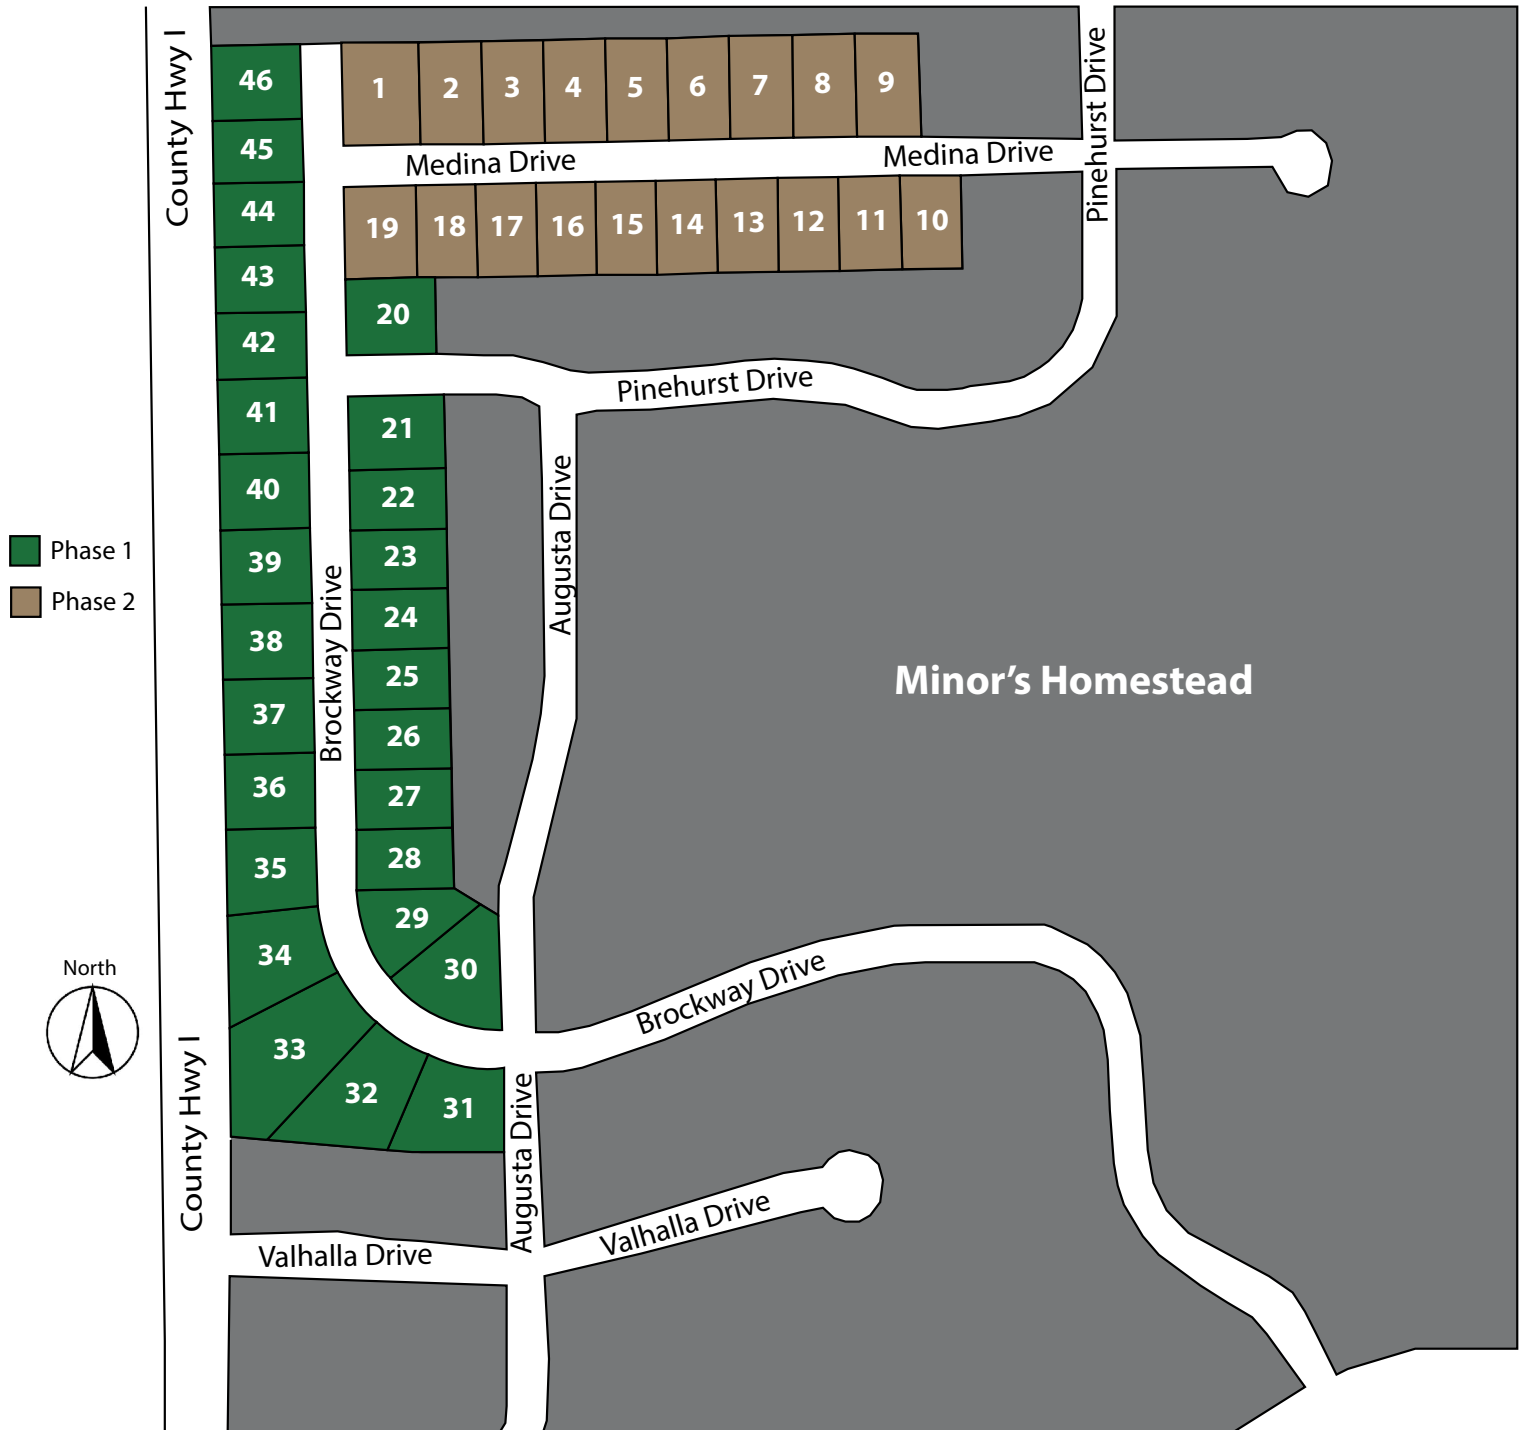 County Hwy I
46
1
2
3
4
5
6
7
8
9
Pinehurst Drive
45
Medina Drive
Medina Drive
44
19
18
17
16
15
14
13
12
11
10
43
20
42
Pinehurst Drive
41
21
40
22
Augusta Drive
Phase 1
39
23
Phase 2
38
Brockway Drive
24
25
Minor's Homestead
37
26
36
27
35
28
29
34
30
North
Brockway Drive
33
32
31
County Hwy I
Augusta Drive
Valhalla Drive
Valhalla Drive